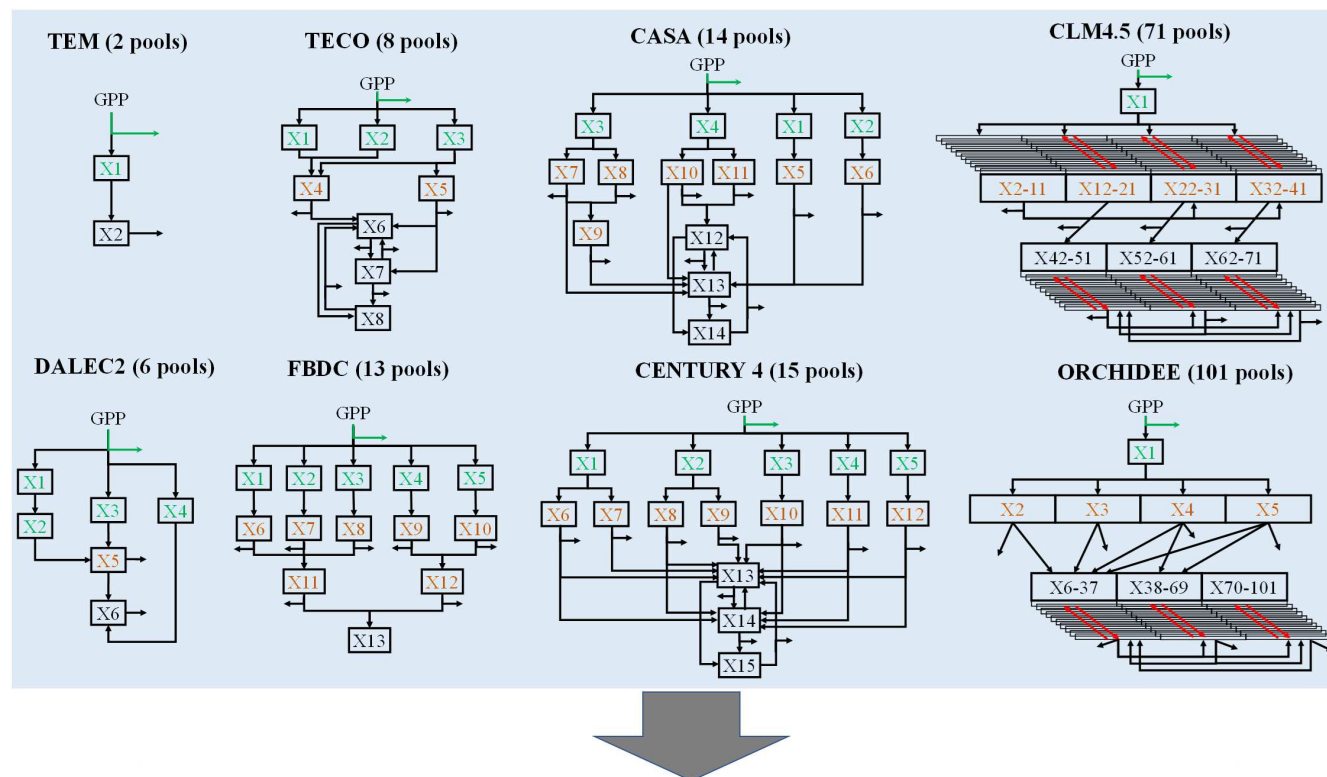 TEM (2 pools)
GPP
X1
X2
TECO (8 pools)
GPP
X1 X2 X3
X4 X5
X6
X7
X8
CASA (14 pools)
GPP
X3 X4 X1 X2
X7 X8 X10 X11 X5 X6
X9 X12
X13
X14
CLM4.5 (71 pools)
GPP
X1
X2-11 X12-21 X22-31 X32-41
X42-51 X52-61 X62-71
DALEC2 (6 pools)
X1
X3 X4
X2
X5
X6
FBDC (13 pools)
GPP
X1 X2 X3 X4 X5
X6 X7 X8 X9 X10
X11 X12
X13
CENTURY 4 (15 pools)
GPP
X1 X2 X3 X4 X5
X6 X7 X8 X9 X10 X11 X12
X13
X14
X15
ORCHIDEE (101 pools)
GPP
X1
X2 X3 X4 X5
X6-37 X38-69 X70-101
GPP